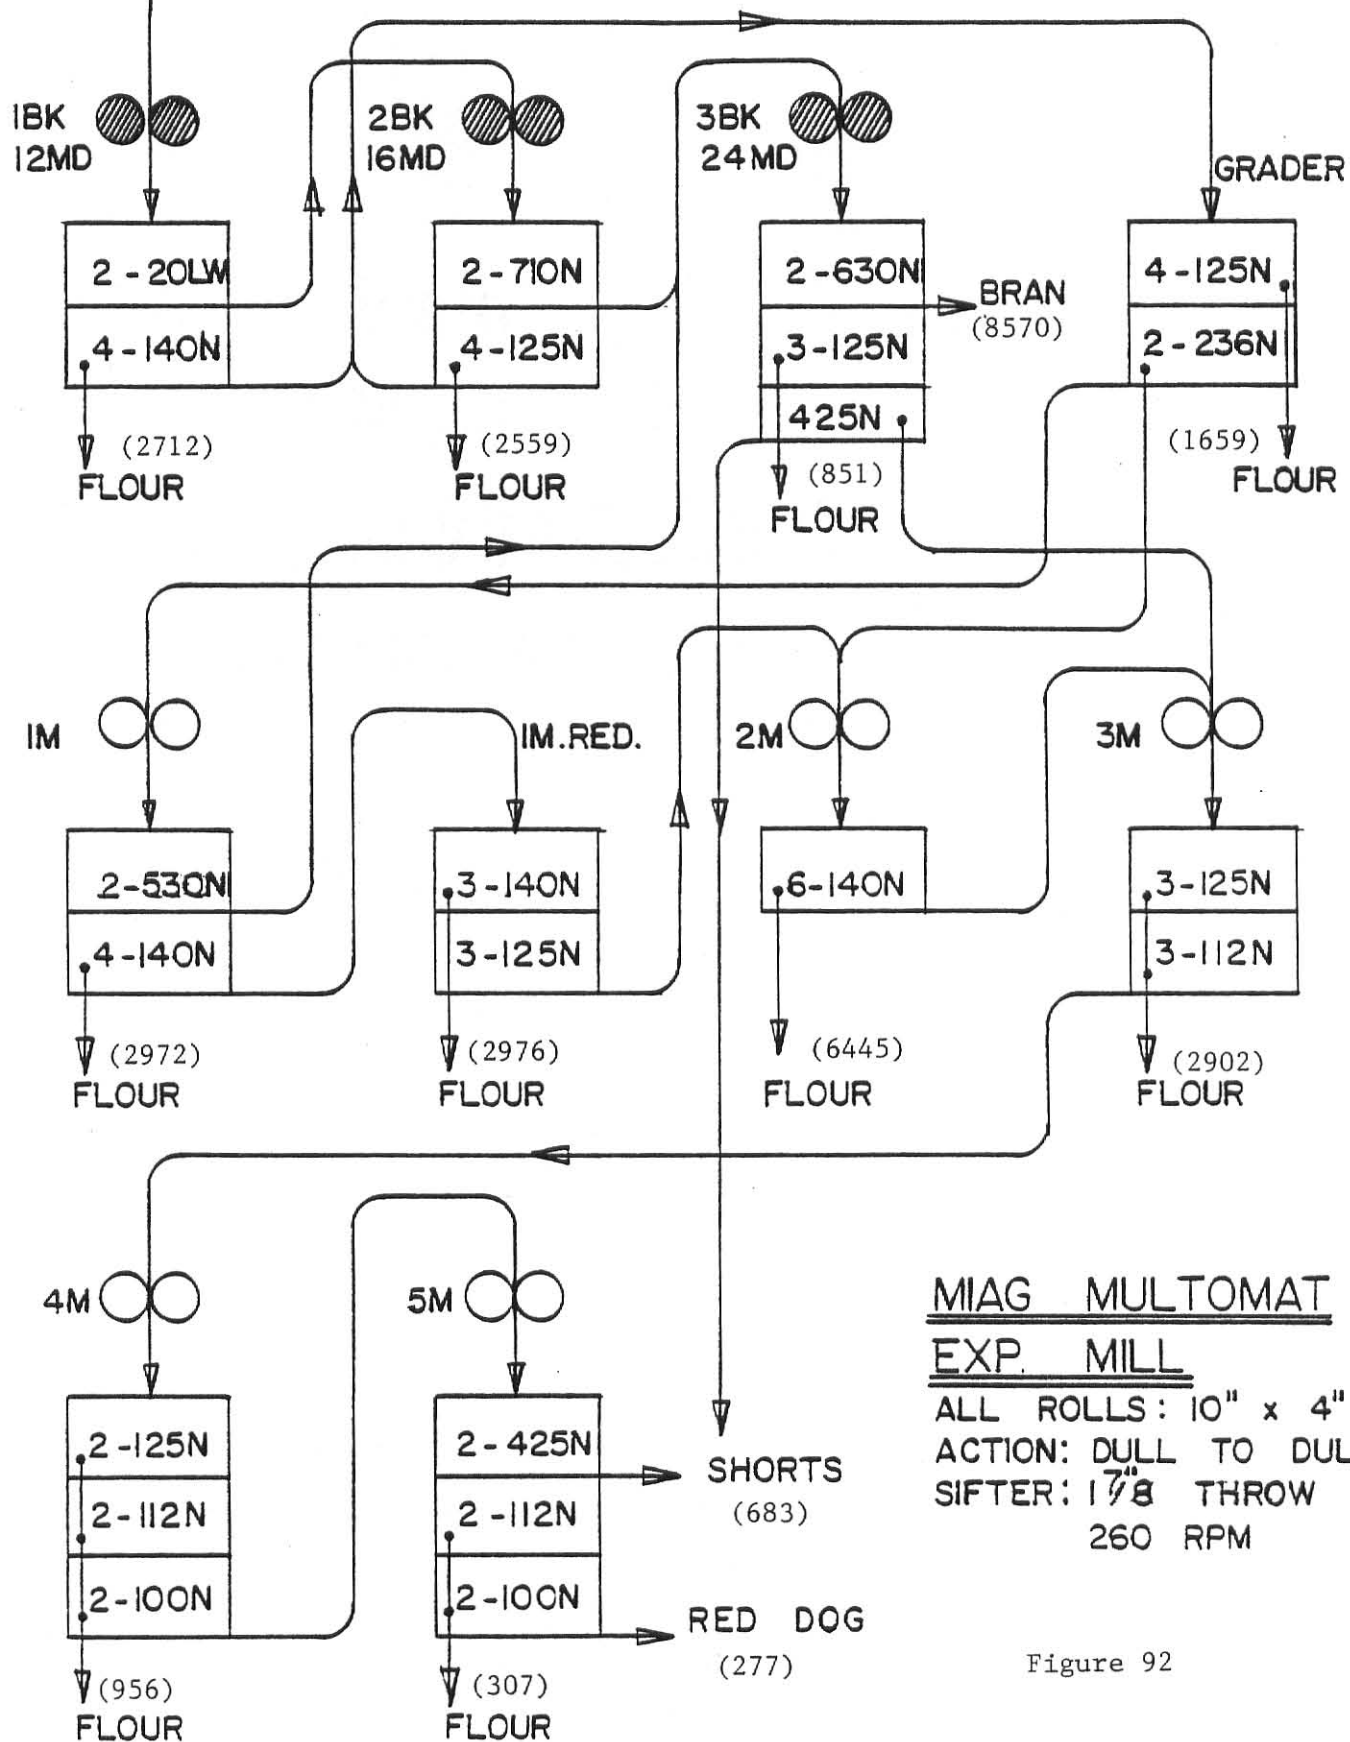 1BK
12MD
2BK
16MD
3BK
24MD
GRADER
2-20LW
4-140N
2-710N
4-125N
2-630N
3-125N
425N
4-125N
2-236N
BRAN
(8570)
(2712)
FLOUR
(2559)
FLOUR
(851)
FLOUR
(1659)
FLOUR
1M
1M.RED.
2M
3M
2-530N
4-140N
3-140N
3-125N
6-140N
3-125N
3-112N
(2972)
FLOUR
(2976)
FLOUR
(6445)
FLOUR
(2902)
FLOUR
4M
5M
2-125N
2-112N
2-100N
2-425N
2-112N
2-100N
SHORTS
(683)
RED DOG
(277)
(956)
FLOUR
(307)
FLOUR
MIAG MULTOMAT
EXP. MILL
ALL ROLLS: 10" x 4"
ACTION: DULL TO DUL
SIFTER: 1 7/8" THROW
260 RPM
Figure 92